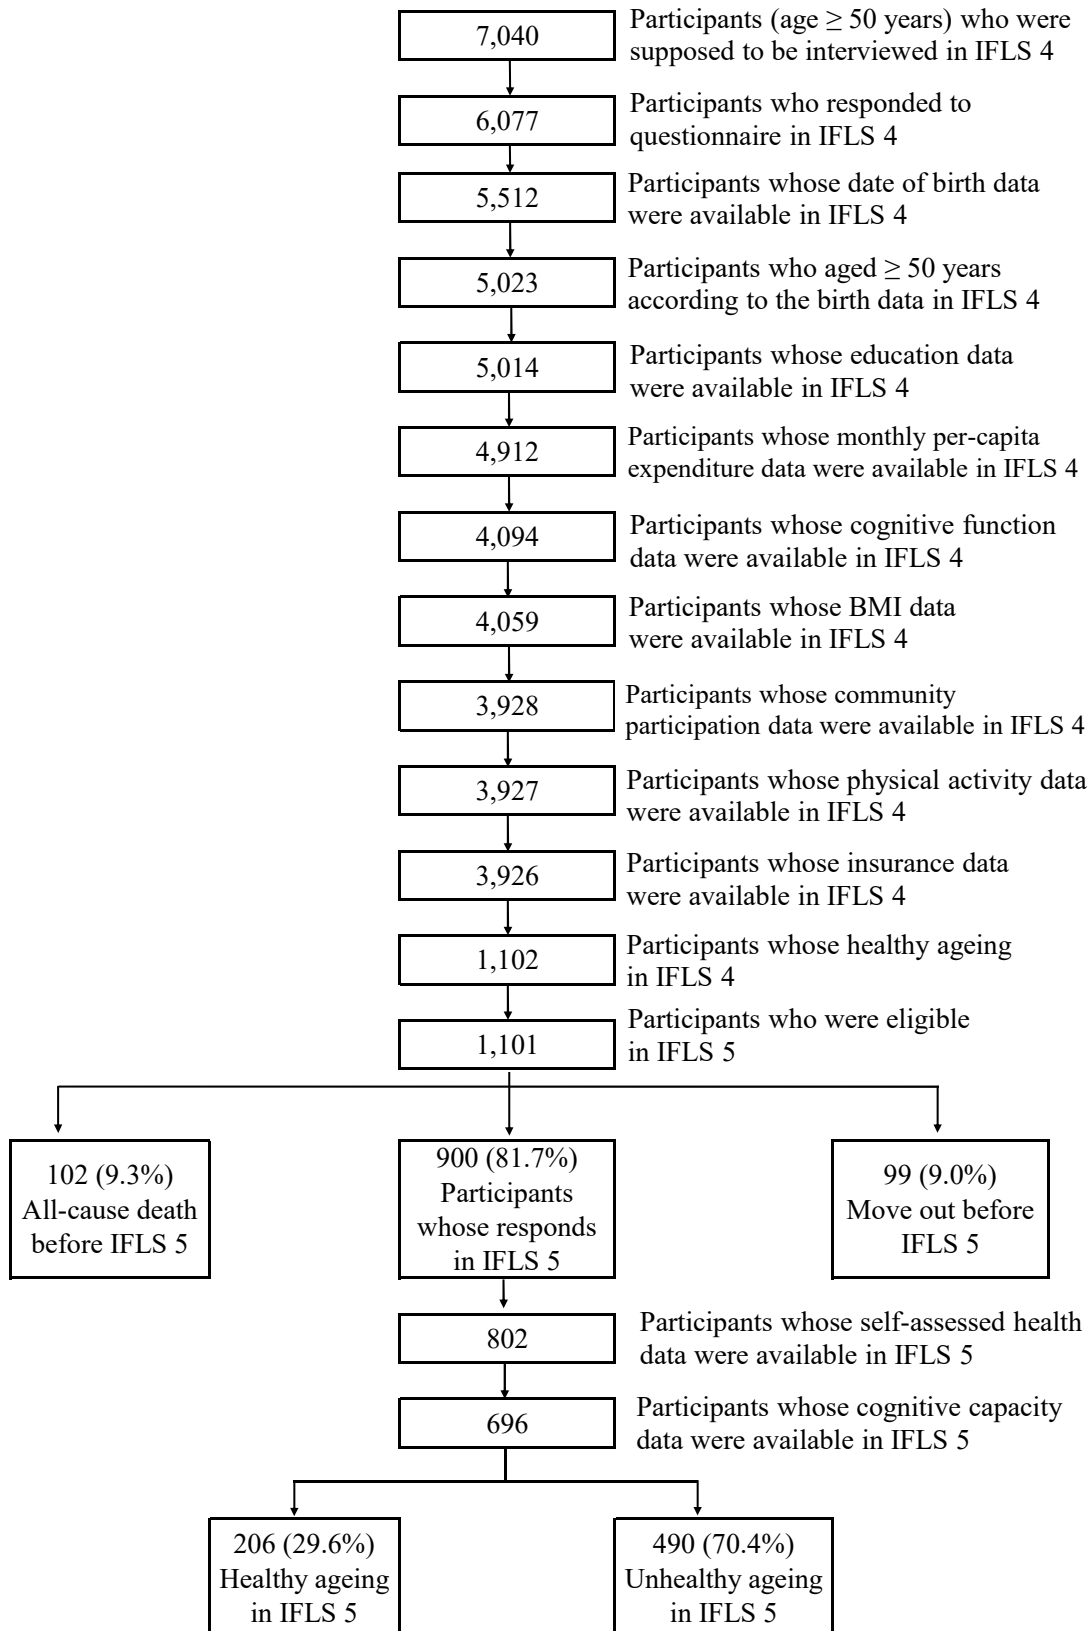 7,040
Participants (age ≥ 50 years) who were
supposed to be interviewed in IFLS 4
6,077
Participants who responded to
questionnaire in IFLS 4
5,512
Participants whose date of birth data
were available in IFLS 4
5,023
Participants who aged ≥ 50 years
according to the birth data in IFLS 4
5,014
Participants whose education data
were available in IFLS 4
4,912
Participants whose monthly per-capita
expenditure data were available in IFLS 4
4,094
Participants whose cognitive function
data were available in IFLS 4
4,059
Participants whose BMI data
were available in IFLS 4
3,928
Participants whose community
participation data were available in IFLS 4
3,927
Participants whose physical activity data
were available in IFLS 4
3,926
Participants whose insurance data
were available in IFLS 4
1,102
Participants whose healthy ageing
in IFLS 4
1,101
Participants who were eligible
in IFLS 5
102 (9.3%)
All-cause death
before IFLS 5
900 (81.7%)
Participants
whose responds
in IFLS 5
99 (9.0%)
Move out before
IFLS 5
802
Participants whose self-assessed health
data were available in IFLS 5
696
Participants whose cognitive capacity
data were available in IFLS 5
206 (29.6%)
Healthy ageing
in IFLS 5
490 (70.4%)
Unhealthy ageing
in IFLS 5